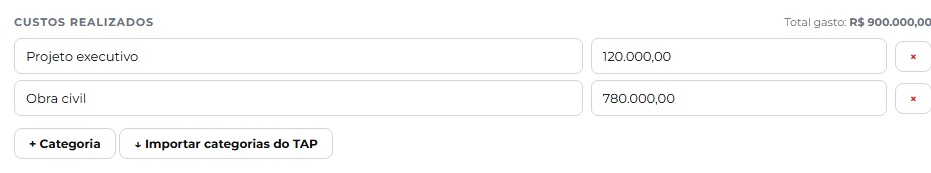 CUSTOS REALIZADOS Total gasto: R$ 900.000,00
Projeto executivo 120.000,00 ×
Obra civil 780.000,00 ×
+ Categoria ↓ Importar categorias do TAP